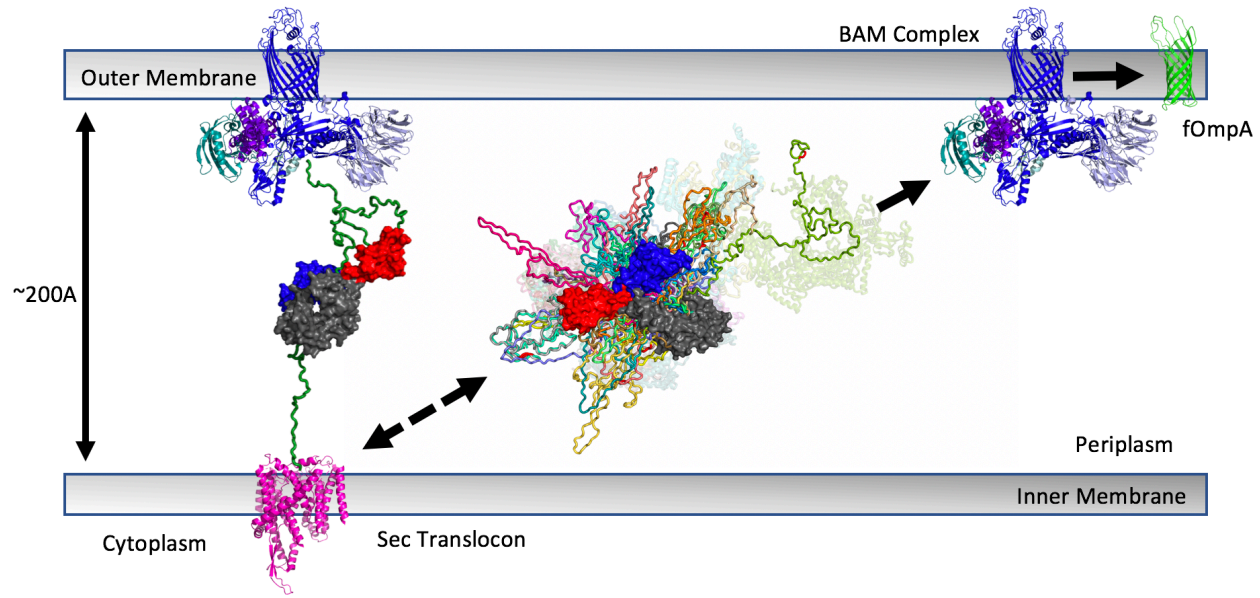 BAM Complex
Outer Membrane
fOmpA
~200A
Periplasm
Inner Membrane
Cytoplasm
Sec Translocon